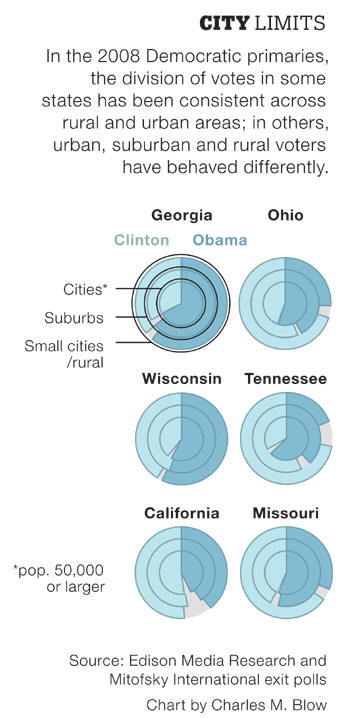 CITY LIMITS
In the 2008 Democratic primaries,
the division of votes in some
states has been consistent across
rural and urban areas; in others,
urban, suburban and rural voters
have behaved differently.
Georgia
Ohio
Clinton
Obama
Cities*
Suburbs
Small cities
/rural
Wisconsin
Tennessee
California
Missouri
*pop. 50,000
or larger
Source: Edison Media Research and
Mitofsky International exit polls
Chart by Charles M. Blow